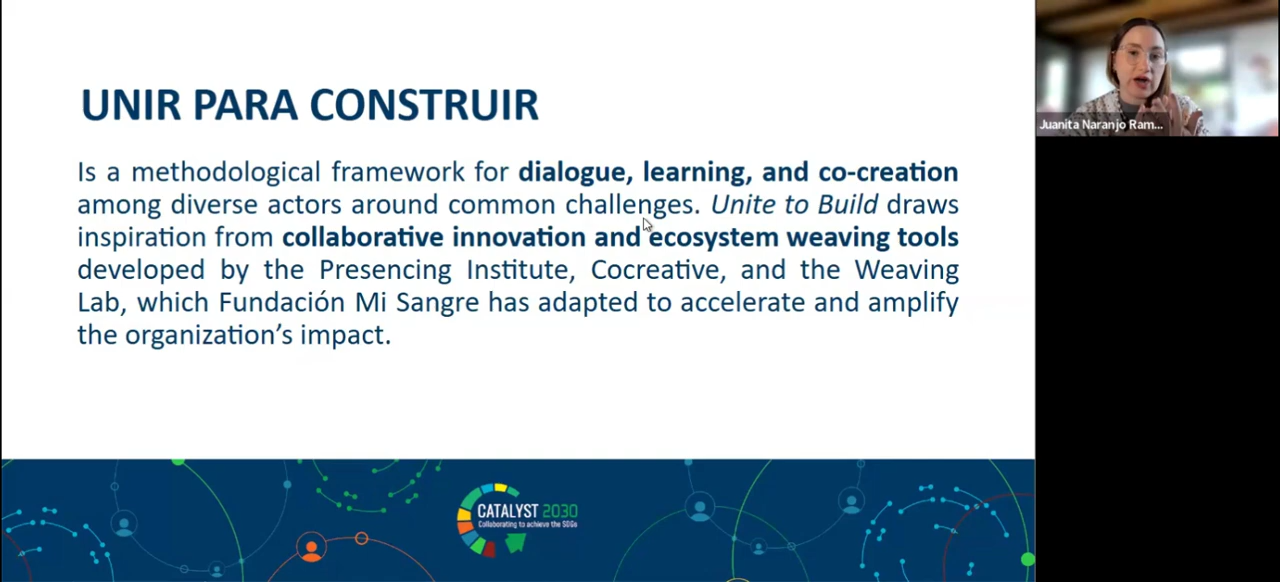 UNIR PARA CONSTRUIR
Is a methodological framework for dialogue, learning, and co-creation
among diverse actors around common challenges. Unite to Build draws
inspiration from collaborative innovation and ecosystem weaving tools
developed by the Presencing Institute, Cocreative, and the Weaving
Lab, which Fundación Mi Sangre has adapted to accelerate and amplify
the organization’s impact.
CATALYST 2030
Collaborating to achieve the SDGs
Juanita Naranjo Ram...